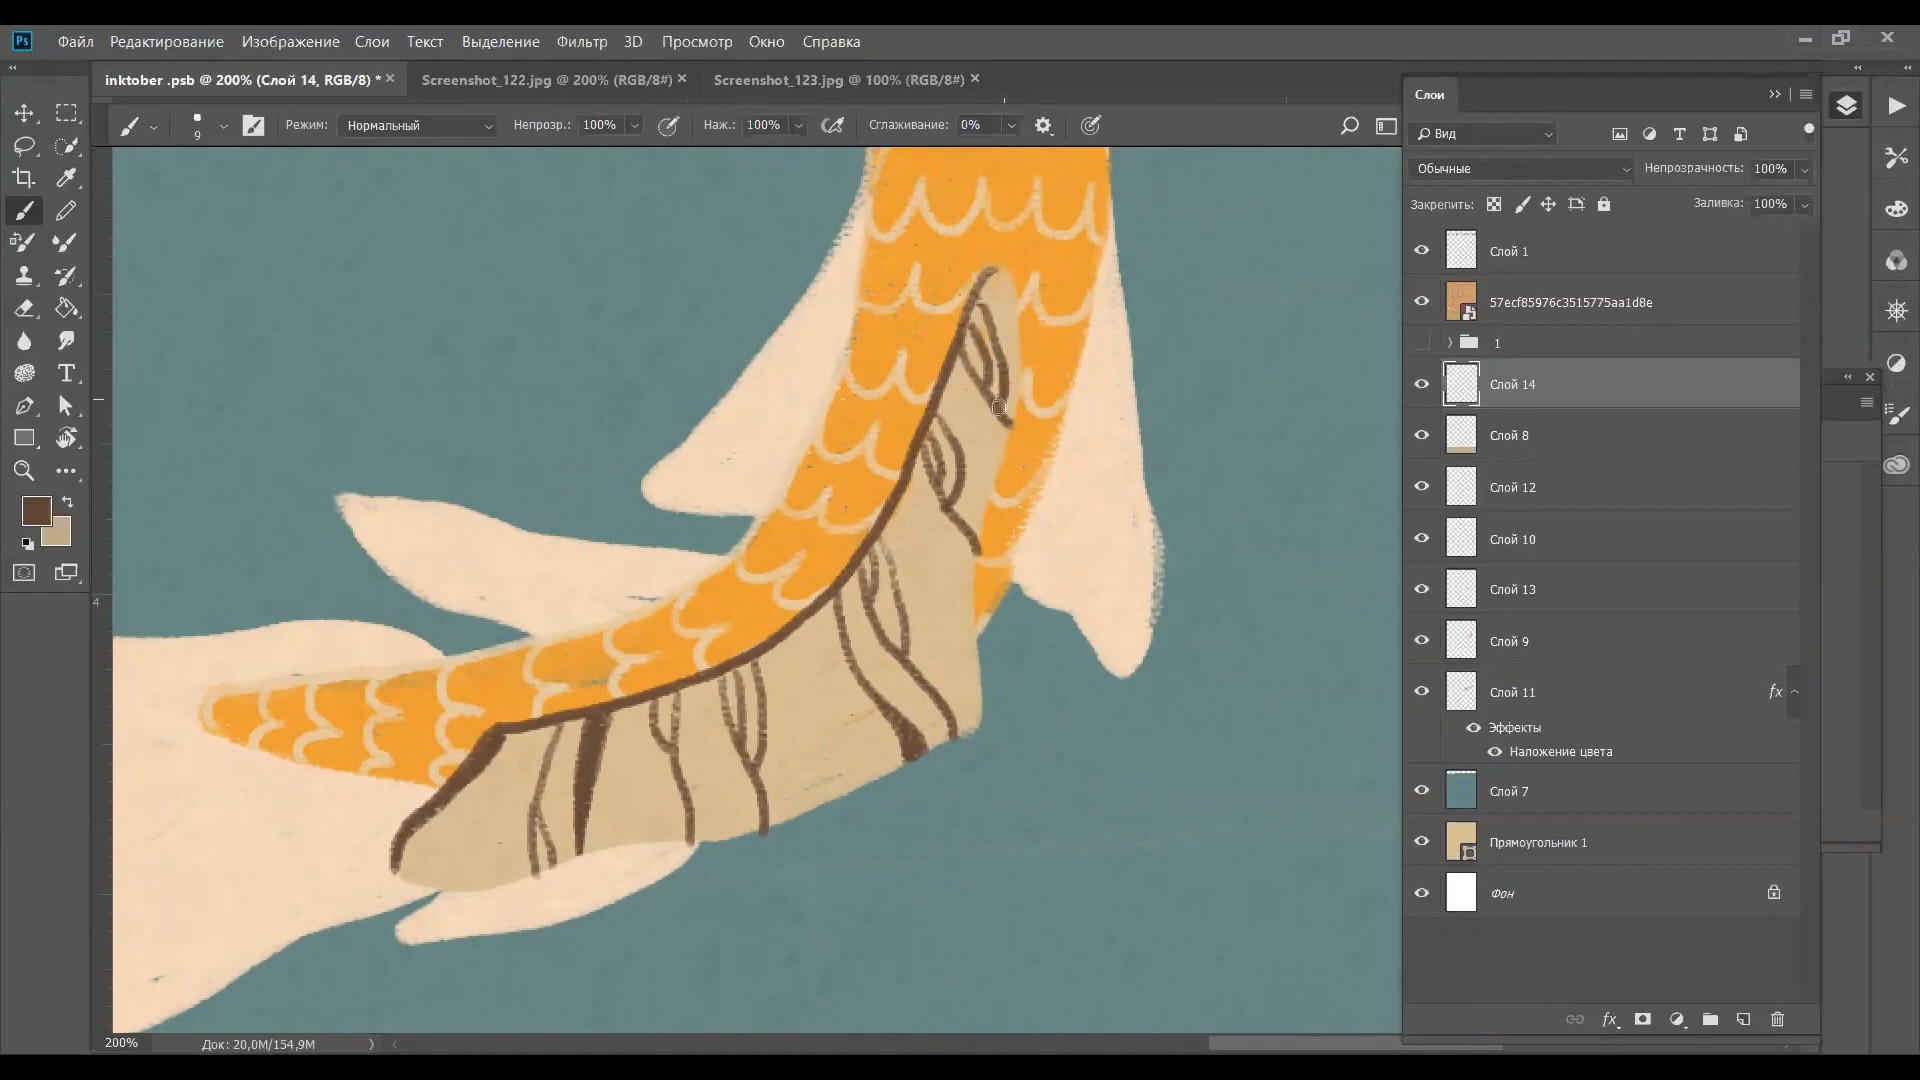 Ps Файл Редактирование Изображение Слои Текст Выделение Фильтр 3D Просмотр Окно Справка
inktober .psb @ 200% (Слой 14, RGB/8) * Screenshot_122.jpg @ 200% (RGB/8#) Screenshot_123.jpg @ 100% (RGB/8#)
9 Режим: Нормальный Непрозр.: 100% Наж.: 100% Сглаживание: 0%
Слои
Вид
Обычные Непрозрачность: 100%
Закрепить: Заливка: 100%
Слой 1
57ecf85976c3515775aa1d8e
1
Слой 14
Слой 8
Слой 12
Слой 10
Слой 13
Слой 9
Слой 11 fx
Эффекты
Наложение цвета
Слой 7
Прямоугольник 1
Фон
fx
4
200% Док: 20,0M/154,9M